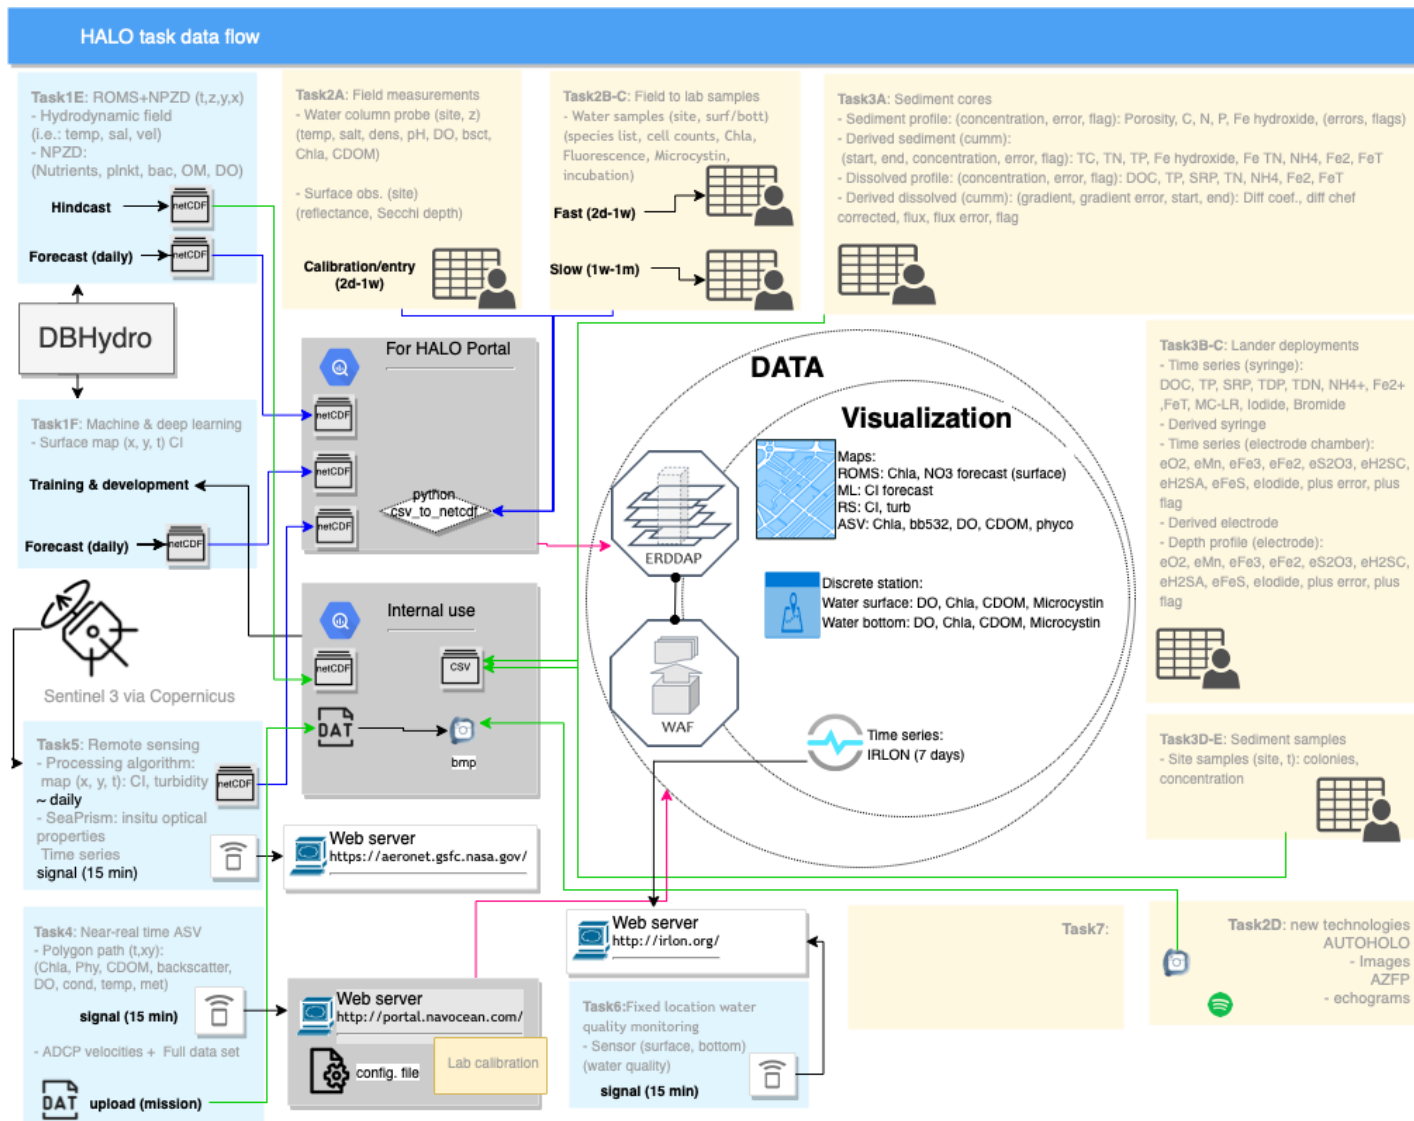 HALO task data flow
Task1E: ROMS+NPZD (t,z,y,x)
- Hydrodynamic field
(i.e.: temp, sal, vel)
- NPZD:
(Nutrients, plnkt, bac, OM, DO)
Hindcast
netCDF
Forecast (daily)
netCDF
Task2A: Field measurements
- Water column probe (site, z)
(temp, salt, dens, pH, DO, bsct,
Chla, CDOM)
- Surface obs. (site)
(reflectance, Secchi depth)
Calibration/entry
(2d-1w)
Task2B-C: Field to lab samples
- Water samples (site, surf/bott)
(species list, cell counts, Chla,
Fluorescence, Microcystin,
incubation)
Fast (2d-1w)
Slow (1w-1m)
Task3A: Sediment cores
- Sediment profile: (concentration, error, flag): Porosity, C, N, P, Fe hydroxide, (errors, flags)
- Derived sediment (cumm):
(start, end, concentration, error, flag): TC, TN, TP, Fe hydroxide, Fe TN, NH4, Fe2, FeT
- Dissolved profile: (concentration, error, flag): DOC, TP, SRP, TN, NH4, Fe2, FeT
- Derived dissolved (cumm): (gradient, gradient error, start, end): Diff coef., diff chef
corrected, flux, flux error, flag
DBHydro
For HALO Portal
netCDF
netCDF
netCDF
python
csv_to_netcdf
Task1F: Machine & deep learning
- Surface map (x, y, t) CI
Training & development
Forecast (daily)
netCDF
Sentinel 3 via Copernicus
Internal use
netCDF
CSV
DAT
bmp
DATA
Visualization
Maps:
ROMS: Chla, NO3 forecast (surface)
ML: CI forecast
RS: CI, turb
ASV: Chla, bb532, DO, CDOM, phyco
ERDDAP
Discrete station:
Water surface: DO, Chla, CDOM, Microcystin
Water bottom: DO, Chla, CDOM, Microcystin
WAF
Time series:
IRLON (7 days)
Task3B-C: Lander deployments
- Time series (syringe):
DOC, TP, SRP, TDP, TDN, NH4+, Fe2+
,FeT, MC-LR, Iodide, Bromide
- Derived syringe
- Time series (electrode chamber):
eO2, eMn, eFe3, eFe2, eS2O3, eH2SC,
eH2SA, eFeS, eIodide, plus error, plus
flag
- Derived electrode
- Depth profile (electrode):
eO2, eMn, eFe3, eFe2, eS2O3, eH2SC,
eH2SA, eFeS, eIodide, plus error, plus
flag
Task3D-E: Sediment samples
- Site samples (site, t): colonies,
concentration
Task5: Remote sensing
- Processing algorithm:
map (x, y, t): CI, turbidity
~ daily
- SeaPrism: insitu optical
properties
Time series
signal (15 min)
netCDF
Web server
https://aeronet.gsfc.nasa.gov/
Task4: Near-real time ASV
- Polygon path (t,xy):
(Chla, Phy, CDOM, backscatter,
DO, cond, temp, met)
signal (15 min)
- ADCP velocities + Full data set
DAT
upload (mission)
Web server
http://portal.navocean.com/
config. file
Lab calibration
Web server
http://irlon.org/
Task6:Fixed location water
quality monitoring
- Sensor (surface, bottom)
(water quality)
signal (15 min)
Task7:
Task2D: new technologies
AUTOHOLO
- Images
AZFP
- echograms